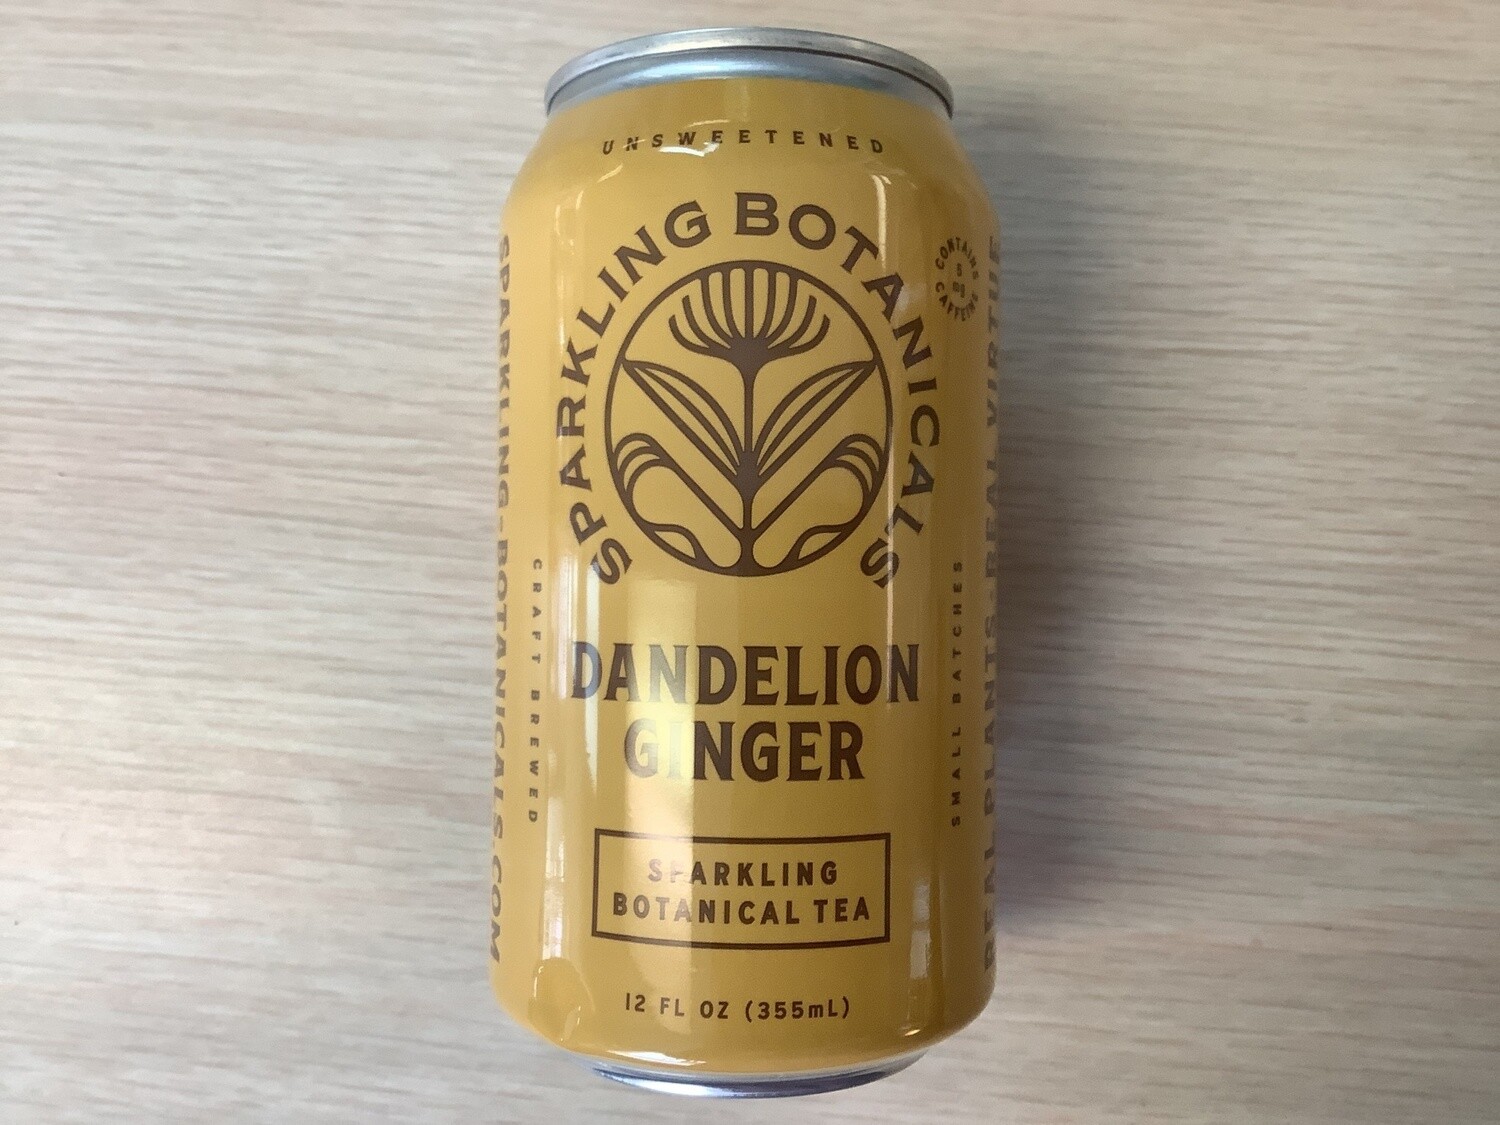 UNSWEETENED
SPARKLING BOTANICALS
CONTAINS
mg
CAFFEINE
SPARKLING-BOTANICALS.COM
REAL PLANTS-REAL VIRTUE
CRAFT BREWED
SMALL BATCHES
DANDELION
GINGER
SPARKLING
BOTANICAL TEA
12 FL OZ (355mL)